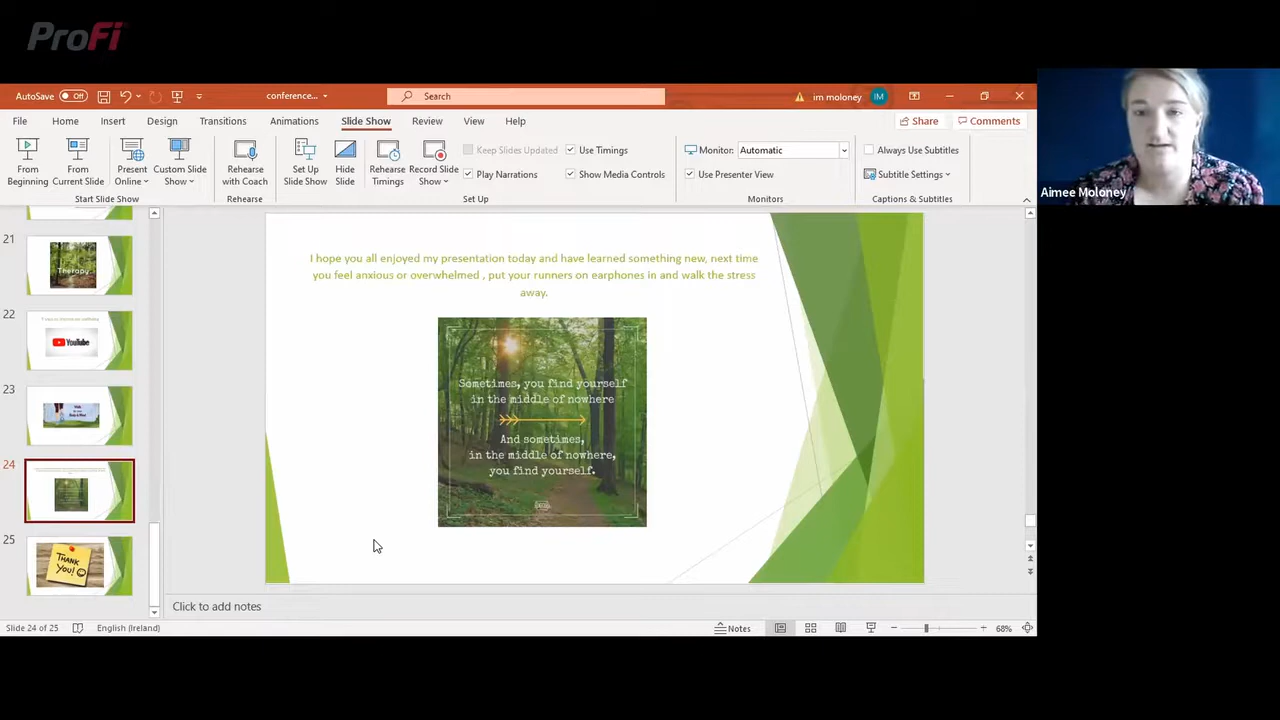 ProFi
AutoSave Off
conference...
Search
im moloney
IM
File Home Insert Design Transitions Animations Slide Show Review View Help
Share
Comments
From Beginning
From Current Slide
Present Online
Custom Slide Show
Start Slide Show
Rehearse with Coach
Rehearse
Set Up Slide Show
Hide Slide
Rehearse Timings
Record Slide Show
Keep Slides Updated
Play Narrations
Use Timings
Show Media Controls
Set Up
Monitor: Automatic
Use Presenter View
Monitors
Always Use Subtitles
Subtitle Settings
Captions & Subtitles
Aimee Moloney
21
Therapy
22
YouTube
23
24
25
THANK
YOU!
I hope you all enjoyed my presentation today and have learned something new, next time
you feel anxious or overwhelmed , put your runners on earphones in and walk the stress
away.
Sometimes, you find yourself
in the middle of nowhere
And sometimes,
in the middle of nowhere,
you find yourself.
Click to add notes
Slide 24 of 25
English (Ireland)
Notes
68%